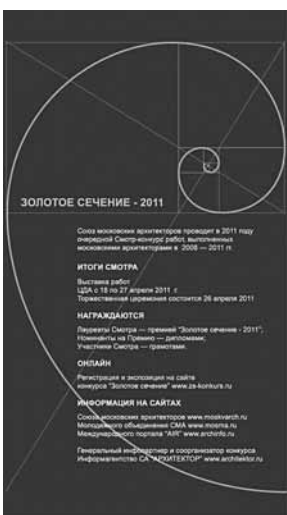 ЗОЛОТОЕ СЕЧЕНИЕ - 2011
Союз московских архитекторов проводит в 2011 году
очередной Смотр-конкурс работ, выполненных
московскими архитекторами в 2008 — 2011 гг.
ИТОГИ СМОТРА
Выставка работ
ЦДА с 18 по 27 апреля 2011 г.
Торжественная церемония состоится 26 апреля 2011
НАГРАЖДАЮТСЯ
Лауреаты Смотра — премией "Золотое сечение - 2011";
Номинанты на Премию — дипломами;
Участники Смотра — грамотами.
ОНЛАЙН
Регистрация и экспозиция на сайте
конкурса "Золотое сечение" www.zs-konkurs.ru
ИНФОРМАЦИЯ НА САЙТАХ
Союза московских архитекторов www.moskvarch.ru
Молодежного объединения СМА www.mosma.ru
Международного портала "AIR" www.archinfo.ru
Генеральный инфопартнер и соорганизатор конкурса
Информагентство СА "АРХИТЕКТОР" www.architektor.ru